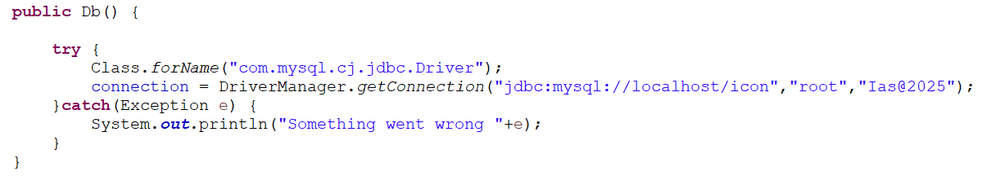 public Db() {
try {
Class.forName("com.mysql.cj.jdbc.Driver");
connection = DriverManager.getConnection("jdbc:mysql://localhost/icon","root","Ias@2025");
}catch(Exception e) {
System.out.println("Something went wrong "+e);
}
}